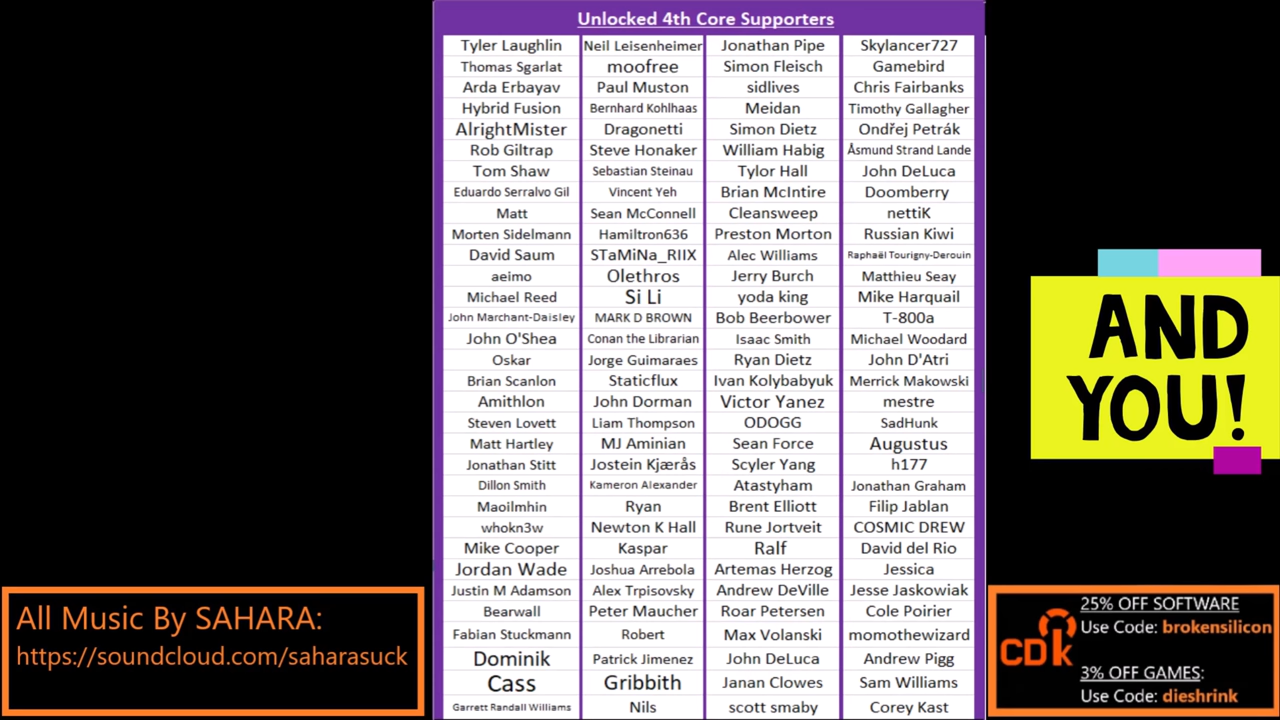 Unlocked 4th Core Supporters
Tyler Laughlin Neil Leisenheimer Jonathan Pipe Skylancer727
Thomas Sgarlat moofree Simon Fleisch Gamebird
Arda Erbayav Paul Muston sidlives Chris Fairbanks
Hybrid Fusion Bernhard Kohlhaas Meidan Timothy Gallagher
AlrightMister Dragonetti Simon Dietz Ondřej Petrák
Rob Giltrap Steve Honaker William Habig Åsmund Strand Lande
Tom Shaw Sebastian Steinau Tylor Hall John DeLuca
Eduardo Serralvo Gil Vincent Yeh Brian McIntire Doomberry
Matt Sean McConnell Cleansweep nettiK
Morten Sidelmann Hamiltron636 Preston Morton Russian Kiwi
David Saum STaMiNa_RIIX Alec Williams Raphaël Tourigny-Derouin
aeimo Olethros Jerry Burch Matthieu Seay
Michael Reed Si Li yoda king Mike Harquail
John Marchant-Daisley MARK D BROWN Bob Beerbower T-800a
John O'Shea Conan the Librarian Isaac Smith Michael Woodard
Oskar Jorge Guimaraes Ryan Dietz John D'Atri
Brian Scanlon Staticflux Ivan Kolybabyuk Merrick Makowski
Amithlon John Dorman Victor Yanez mestre
Steven Lovett Liam Thompson ODOGG SadHunk
Matt Hartley MJ Aminian Sean Force Augustus
Jonathan Stitt Jostein Kjærås Scyler Yang h177
Dillon Smith Kameron Alexander Atastyham Jonathan Graham
Maoilmhin Ryan Brent Elliott Filip Jablan
whokn3w Newton K Hall Rune Jortveit COSMIC DREW
Mike Cooper Kaspar Ralf David del Rio
Jordan Wade Joshua Arrebola Artemas Herzog Jessica
Justin M Adamson Alex Trpisovsky Andrew DeVille Jesse Jaskowiak
Bearwall Peter Maucher Roar Petersen Cole Poirier
Fabian Stuckmann Robert Max Volanski momothewizard
Dominik Patrick Jimenez John DeLuca Andrew Pigg
Cass Gribbith Janan Clowes Sam Williams
Garrett Randall Williams Nils scott smaby Corey Kast
AND
YOU!
All Music By SAHARA:
https://soundcloud.com/saharasuck
CDk
25% OFF SOFTWARE
Use Code: brokensilicon
3% OFF GAMES:
Use Code: dieshrink